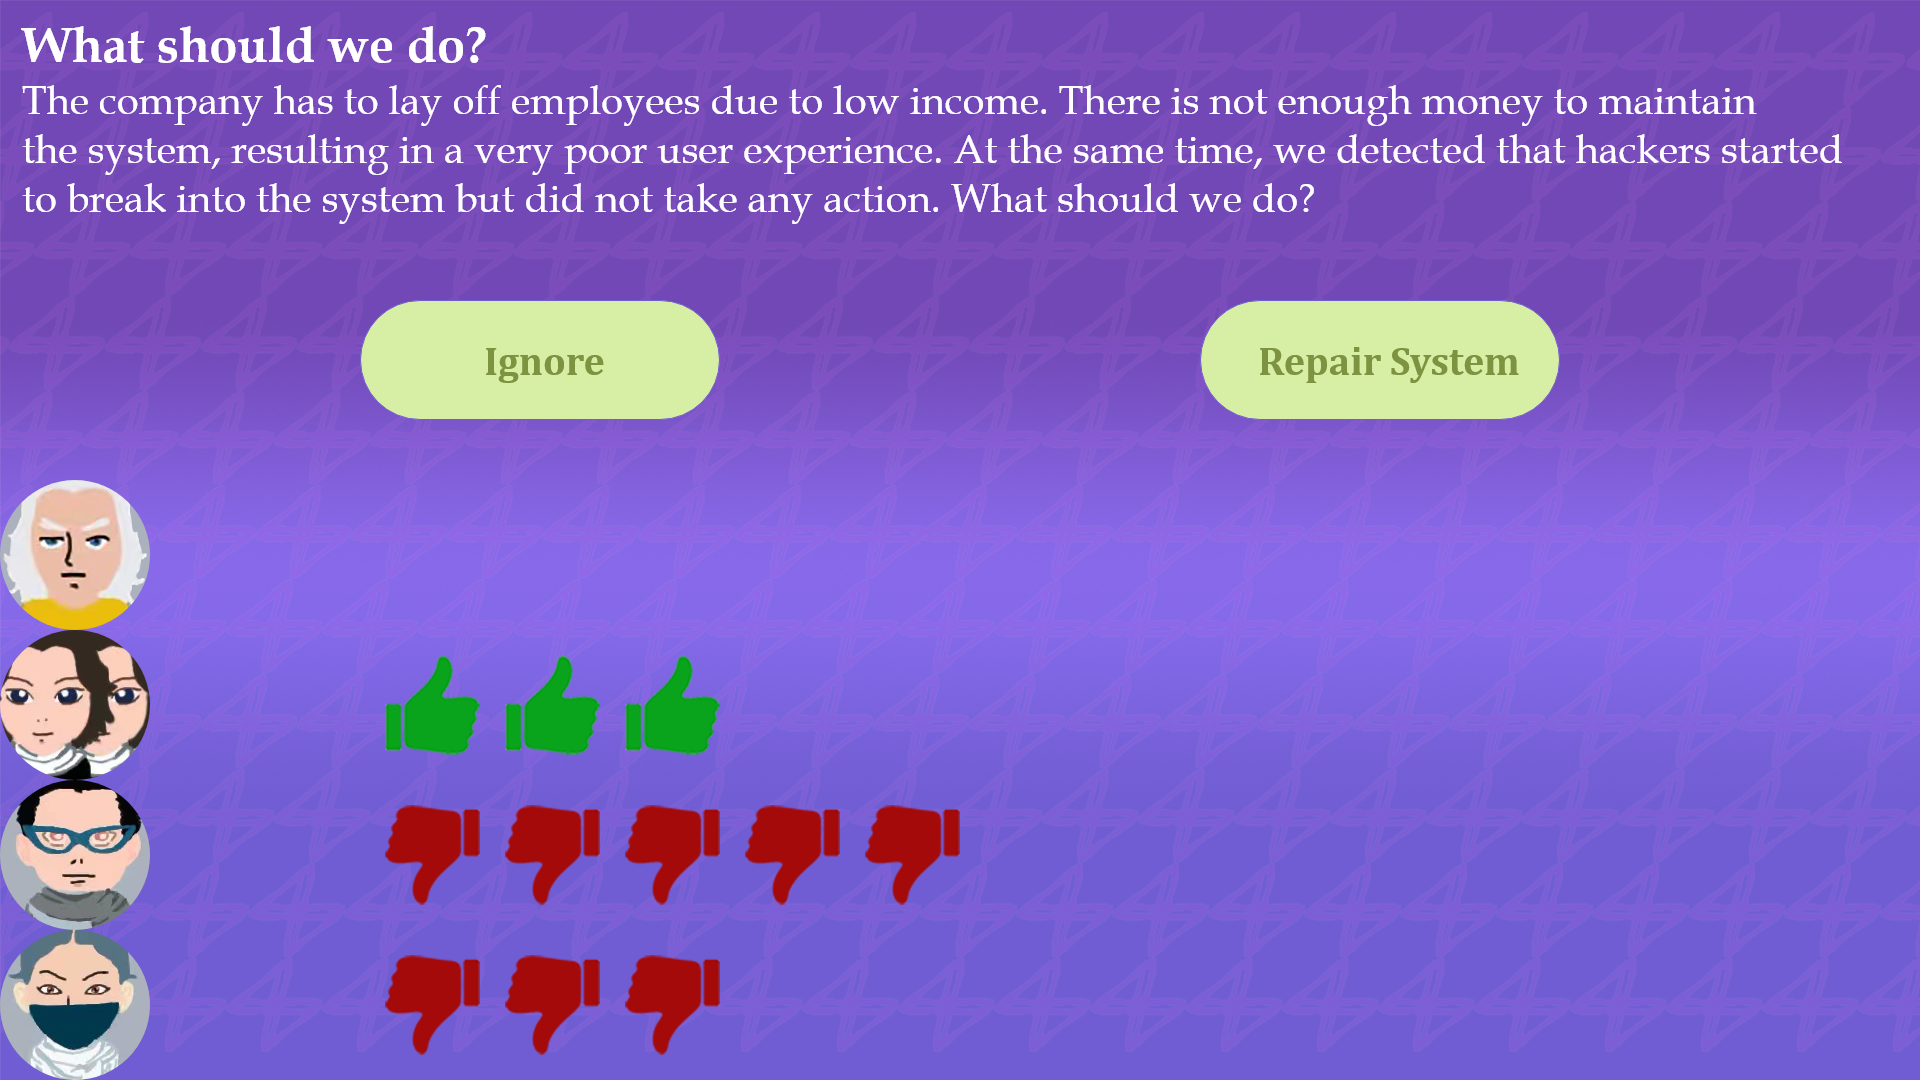 What should we do?
The company has to lay off employees due to low income. There is not enough money to maintain
the system, resulting in a very poor user experience. At the same time, we detected that hackers started
to break into the system but did not take any action. What should we do?
Ignore
Repair System